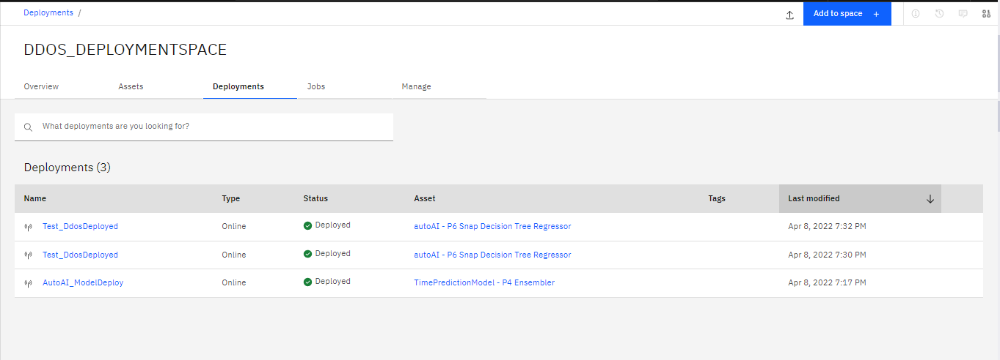 Deployments /
Add to space +
DDOS_DEPLOYMENTSPACE
Overview Assets Deployments Jobs Manage
What deployments are you looking for?
Deployments (3)
Name Type Status Asset Tags Last modified
Test_DdosDeployed Online Deployed autoAI - P6 Snap Decision Tree Regressor Apr 8, 2022 7:32 PM
Test_DdosDeployed Online Deployed autoAI - P6 Snap Decision Tree Regressor Apr 8, 2022 7:30 PM
AutoAI_ModelDeploy Online Deployed TimePredictionModel - P4 Ensembler Apr 8, 2022 7:17 PM